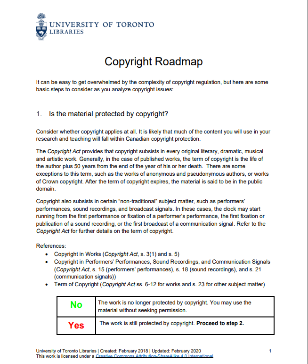 UNIVERSITY OF TORONTO
LIBRARIES
Copyright Roadmap
It can be easy to get overwhelmed by the complexity of copyright regulation, but here are some
basic steps to consider as you analyze copyright issues:
1. Is the material protected by copyright?
Consider whether copyright applies at all. It is likely that much of the content you will use in your
research and teaching will fall within Canadian copyright protection.
The Copyright Act provides that copyright subsists in every original literary, dramatic, musical
and artistic work. Generally, in the case of published works, the term of copyright is the life of
the author plus 50 years from the end of the year of his or her death. There are some
exceptions to this term, such as the works of anonymous and pseudonymous authors, or works
of Crown copyright. After the term of copyright expires, the material is said to be in the public
domain.
Copyright also subsists in certain "non-traditional" subject matter, such as performers'
performances, sound recordings, and broadcast signals. In these cases, the clock may start
running from the first performance or fixation of a performer's performance, the first fixation or
publication of a sound recording, or the first broadcast of a communication signal. Refer to the
Copyright Act for further details on the term of copyright.
References:
• Copyright in Works (Copyright Act, s. 3(1) and s. 5)
• Copyright in Performers' Performances, Sound Recordings, and Communication Signals
(Copyright Act, s. 15 (performers' performances), s. 18 (sound recordings), and s. 21
(communication signals))
• Term of Copyright (Copyright Act, ss. 6-12 for works and s. 23 for other subject matter)
No The work is no longer protected by copyright. You may use the
material without seeking permission.
Yes The work is still protected by copyright. Proceed to step 2.
University of Toronto Libraries | Created: February 2018 | Updated: February 2020 1
This work is licensed under a Creative Commons Attribution-ShareAlike 4.0 International